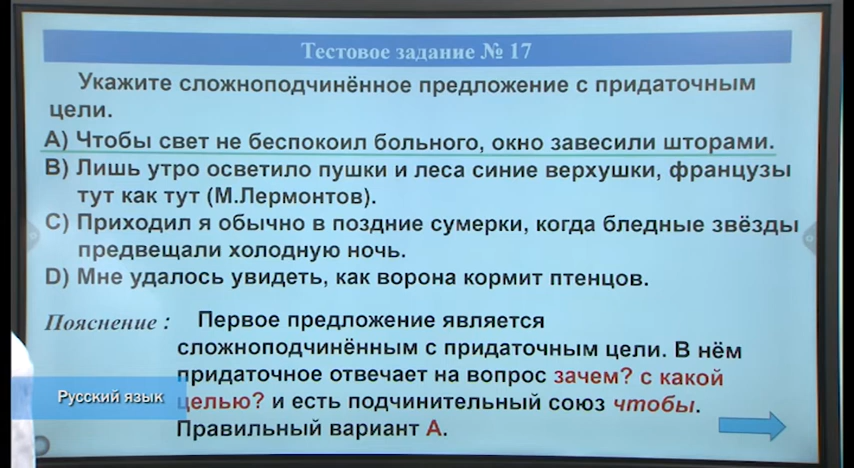 Тестовое задание № 17
Укажите сложноподчинённое предложение с придаточным
цели.
A) Чтобы свет не беспокоил больного, окно завесили шторами.
B) Лишь утро осветило пушки и леса синие верхушки, французы
тут как тут (М.Лермонтов).
C) Приходил я обычно в поздние сумерки, когда бледные звёзды
предвещали холодную ночь.
D) Мне удалось увидеть, как ворона кормит птенцов.
Пояснение : Первое предложение является
сложноподчинённым с придаточным цели. В нём
придаточное отвечает на вопрос зачем? с какой
целью? и есть подчинительный союз чтобы.
Правильный вариант А.
Русский язык